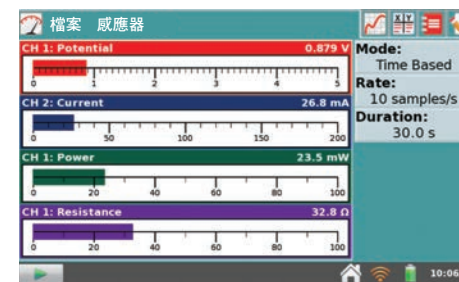 檔案 感應器
X Y
CH 1: Potential 0.879 V
0 1 2 3 4 5
CH 2: Current 26.8 mA
0 50 100 150 200
CH 1: Power 23.5 mW
0 20 40 60 80 100
CH 1: Resistance 32.8 Ω
0 20 40 60 80 100
Mode:
Time Based
Rate:
10 samples/s
Duration:
30.0 s
10:06